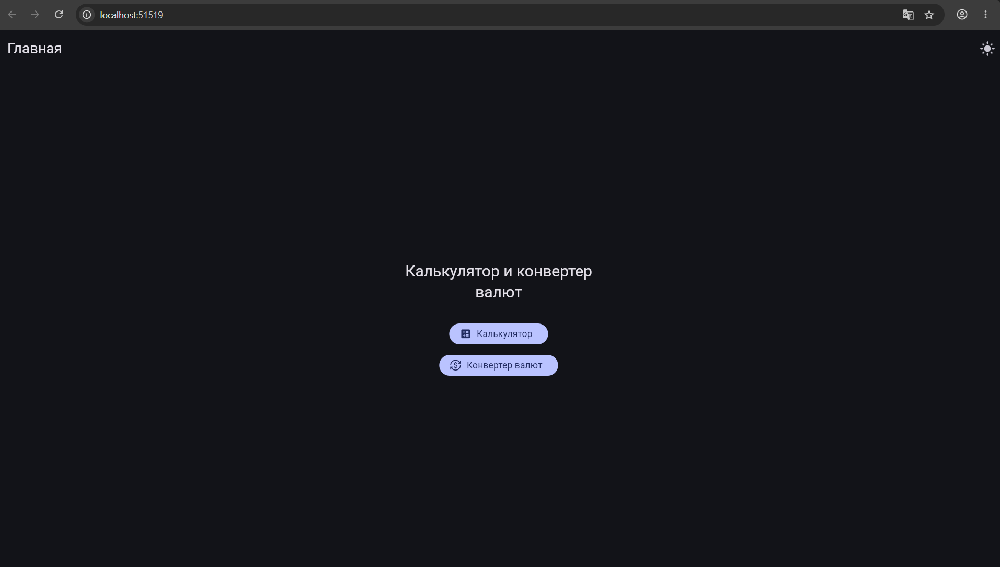 localhost:51519
Главная
Калькулятор и конвертер
валют
Калькулятор
Конвертер валют